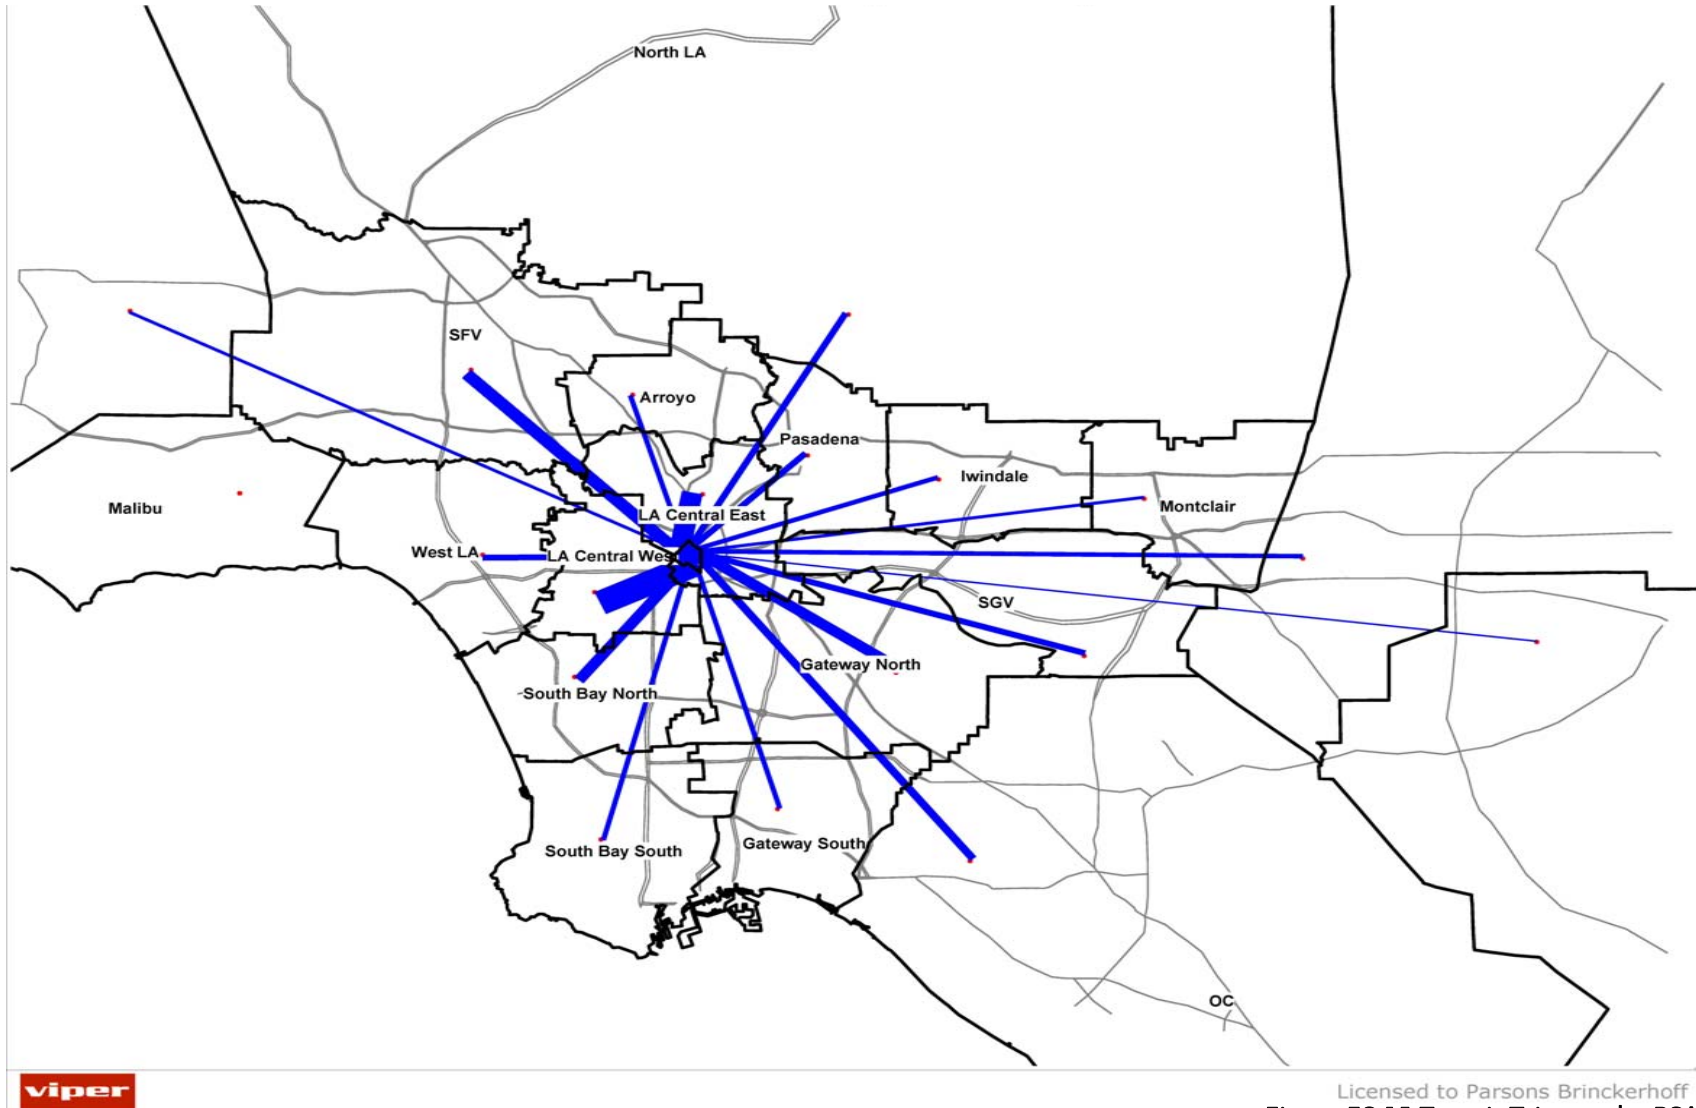 North LA
SFV
Arroyo
Pasadena
Iwindale
Malibu
LA Central East
Montclair
West LA
LA Central Wes
SGV
Gateway North
South Bay North
South Bay South
Gateway South
OC
viper
Licensed to Parsons Brinckerhoff